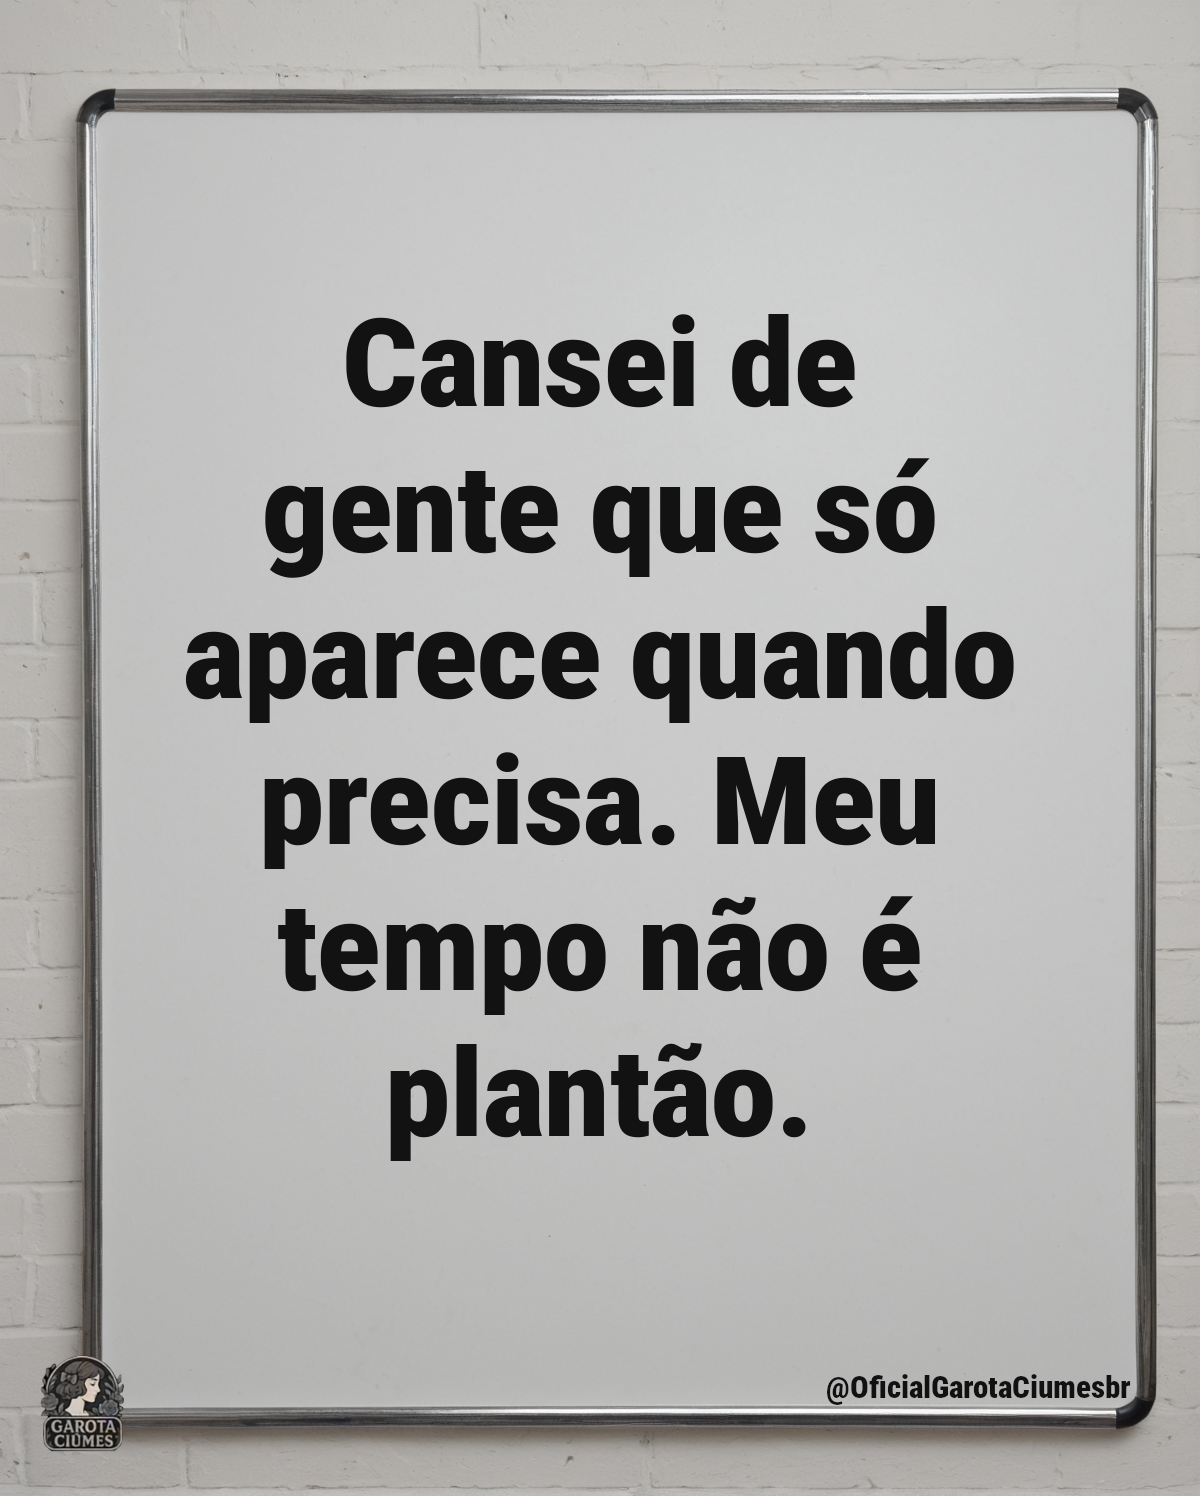 Cansei de
gente que só
aparece quando
precisa. Meu
tempo não é
plantão.
@OficialGarotaCiumesbr
GAROTA
CIÚMES